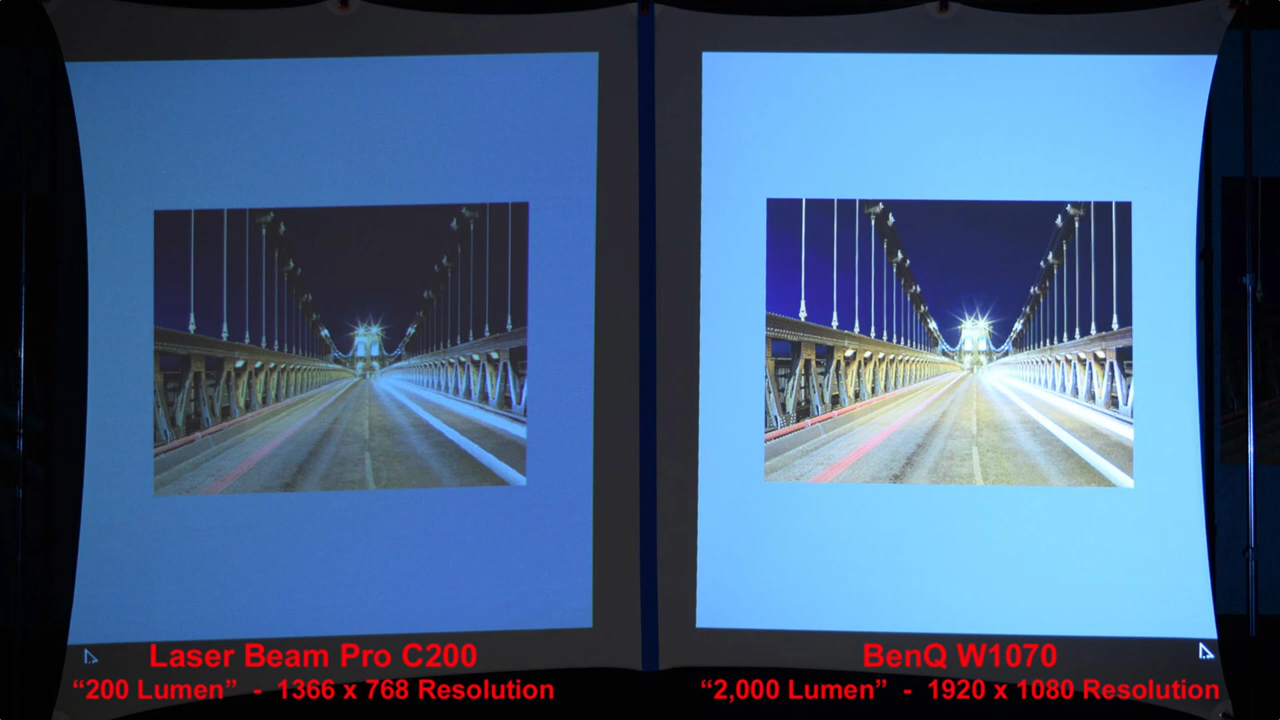 Laser Beam Pro C200
“200 Lumen” - 1366 x 768 Resolution
BenQ W1070
“2,000 Lumen” - 1920 x 1080 Resolution